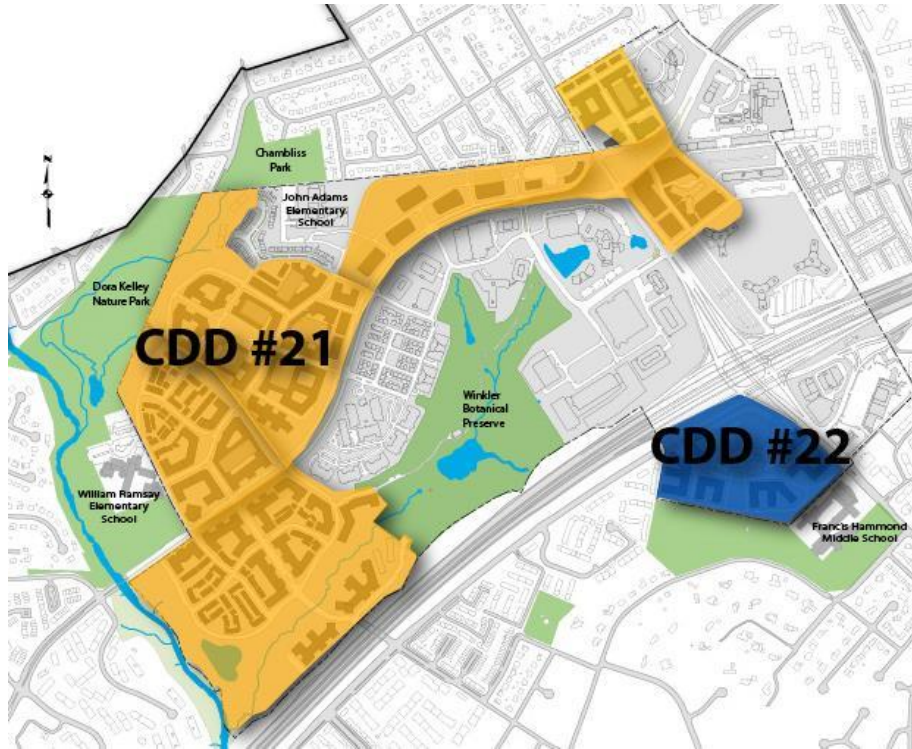 Chambliss
Park
N
John Adams
Elementary
School
Dora Kelley
Nature Park
CDD #21
Winkler
Botanical
Preserve
CDD #22
William Ramsay
Elementary
School
Francis Hammond
Middle School